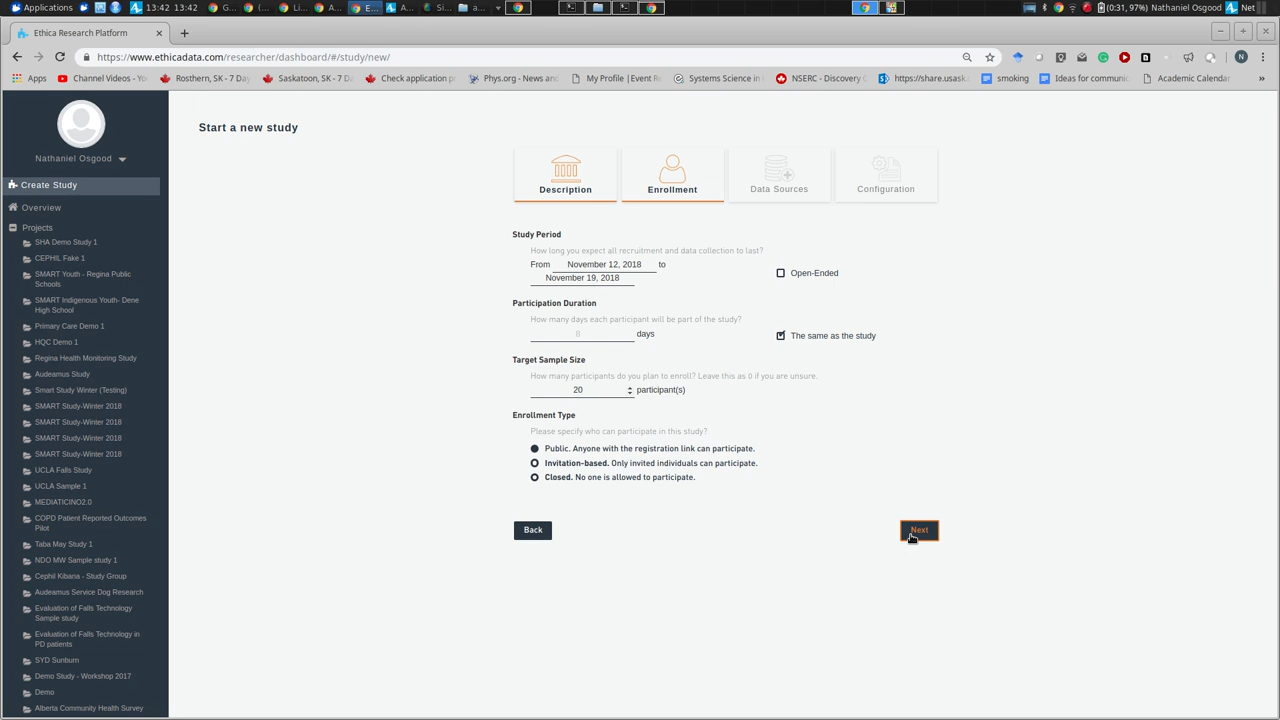 Applications
13:42 13:42
G...
E...
A...
Si...
a...
(0:31, 97%)
Nathaniel Osgood
Net
Ethica Research Platform
https://www.ethicadata.com/researcher/dashboard/#/study/new/
Apps
Channel Videos - Yo
Rosthern, SK - 7 Day
Saskatoon, SK - 7 Da
Check application p
Phys.org - News and
My Profile |Event R
Systems Science in
NSERC - Discovery G
https://share.usask
smoking
Ideas for communic
Academic Calendar
Start a new study
Nathaniel Osgood
Create Study
Overview
Projects
SHA Demo Study 1
CEPHIL Fake 1
SMART Youth - Regina Public
Schools
SMART Indigenous Youth- Dene
High School
Primary Care Demo 1
HQC Demo 1
Regina Health Monitoring Study
Audeamus Study
Smart Study Winter (Testing)
SMART Study-Winter 2018
SMART Study-Winter 2018
SMART Study-Winter 2018
SMART Study-Winter 2018
UCLA Falls Study
UCLA Sample 1
MEDIATICINO2.0
COPD Patient Reported Outcomes
Pilot
Taba May Study 1
NDO MW Sample study 1
Cephil Kibana - Study Group
Audeamus Service Dog Research
Evaluation of Falls Technology
Sample study
Evaluation of Falls Technology in
PD patients
SYD Sunburn
Demo Study - Workshop 2017
Demo
Alberta Community Health Survey
Description
Enrollment
Data Sources
Configuration
Study Period
How long you expect all recruitment and data collection to last?
From November 12, 2018 to
November 19, 2018
Open-Ended
Participation Duration
How many days each participant will be part of the study?
8 days
The same as the study
Target Sample Size
How many participants do you plan to enroll? Leave this as 0 if you are unsure.
20 participant(s)
Enrollment Type
Please specify who can participate in this study?
Public. Anyone with the registration link can participate.
Invitation-based. Only invited individuals can participate.
Closed. No one is allowed to participate.
Back
Next